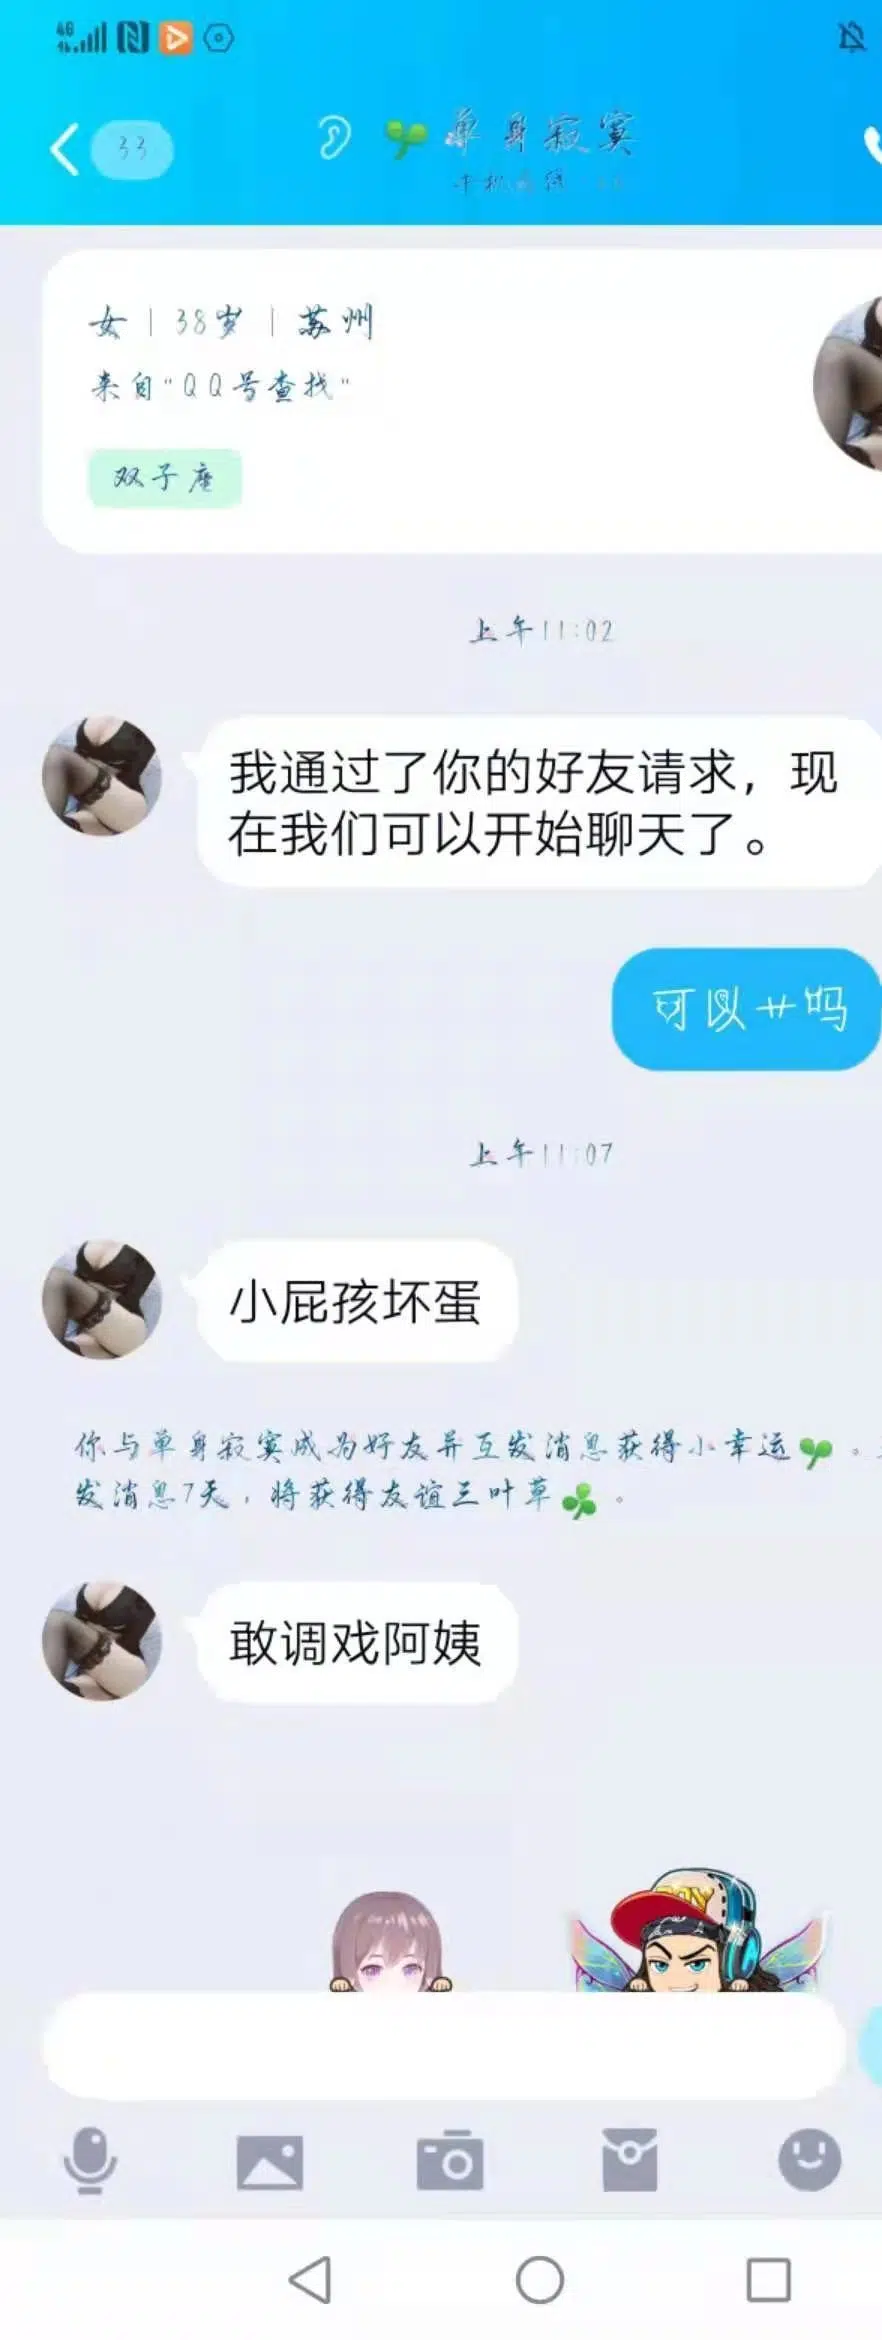 4G
33
单身寂寞
女 | 38岁 | 苏州
来自"QQ号查找"
双子座
上午11:02
我通过了你的好友请求，现
在我们可以开始聊天了。
可以艹吗
上午11:07
小屁孩坏蛋
你与单身寂寞成为好友并互发消息获得小幸运。
发消息7天，将获得友谊三叶草。
敢调戏阿姨